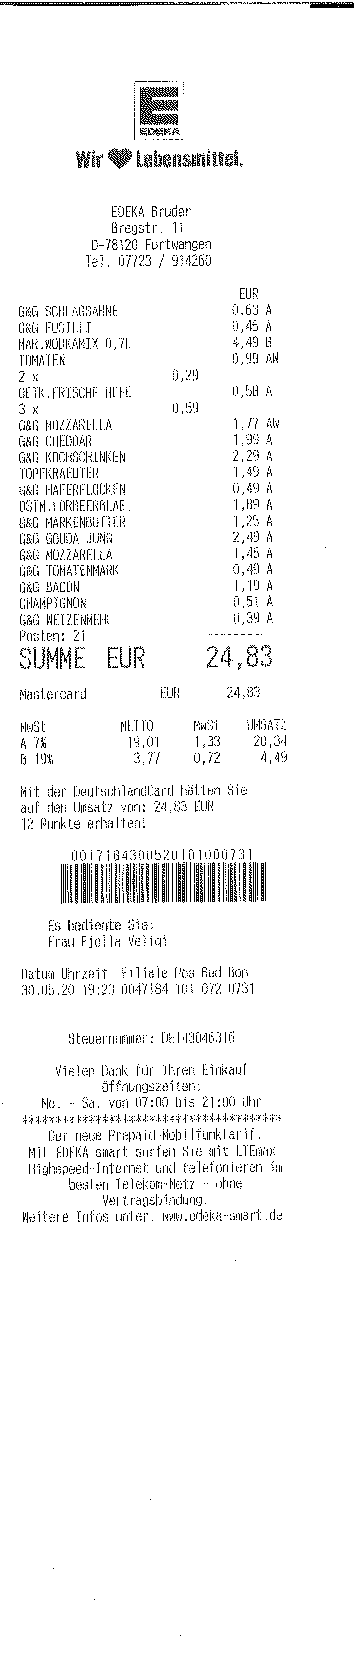 EDEKA
Wir Lebensmittel.
EDEKA Bruder
Bregstr. 11
D-78120 Furtwangen
Tel. 07723 / 914260
EUR
G&G SCHLAGSAHNE 0,63 A
G&G FUSILLI 0,45 A
MAR.WODKAMIX 0,7L 4,49 B
TOMATEN 0,99 AW
2 x 0,29
GETR.FRISCHE HEFE 0,58 A
3 x 0,59
G&G MOZZARELLA 1,77 AW
G&G CHEDDAR 1,99 A
G&G KOCHSCHINKEN 2,29 A
TOPFKRAEUTER 1,49 A
G&G HAFERFLOCKEN 0,49 A
OSTM.LORBEERBLAE. 1,89 A
G&G MARKENBUTTER 1,25 A
G&G GOUDA JUNG 2,49 A
G&G MOZZARELLA 1,45 A
G&G TOMATENMARK 0,49 A
G&G BACON 1,19 A
CHAMPIGNON 0,51 A
G&G WEIZENMEHL 0,39 A
Posten: 21
SUMME EUR 24,83
Mastercard EUR 24,83
MwSt NETTO MwSt UMSATZ
A 7% 19,01 1,33 20,34
B 19% 3,77 0,72 4,49
Mit der DeutschlandCard hätten Sie
auf den Umsatz von: 24,83 EUR
12 Punkte erhalten!
Es bediente Sie:
Frau Fjolla Veliqi
Datum Uhrzeit Filiale Pos Bed Bon
30.05.20 19:23 0047184 101 072 0731
Steuernummer: DE143046316
Vielen Dank für Ihren Einkauf
Öffnungszeiten:
Mo. - Sa. von 07:00 bis 21:00 Uhr
****************************************
Der neue Prepaid-Mobilfunktarif.
Mit EDEKA smart surfen Sie mit LTEmax
Highspeed-Internet und telefonieren im
besten Telekom-Netz - ohne
Vertragsbindung.
Weitere Infos unter: www.edeka-smart.de